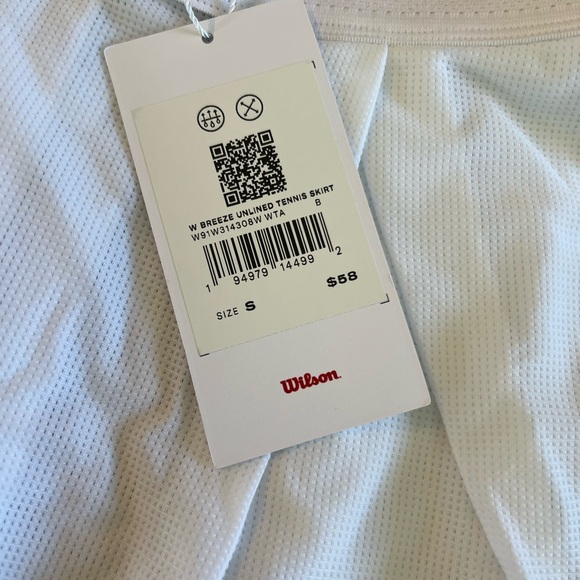 W BREEZE UNLINED TENNIS SKIRT
W91W314308W WTA B
1 94979 14499 2
SIZE S $58
Wilson